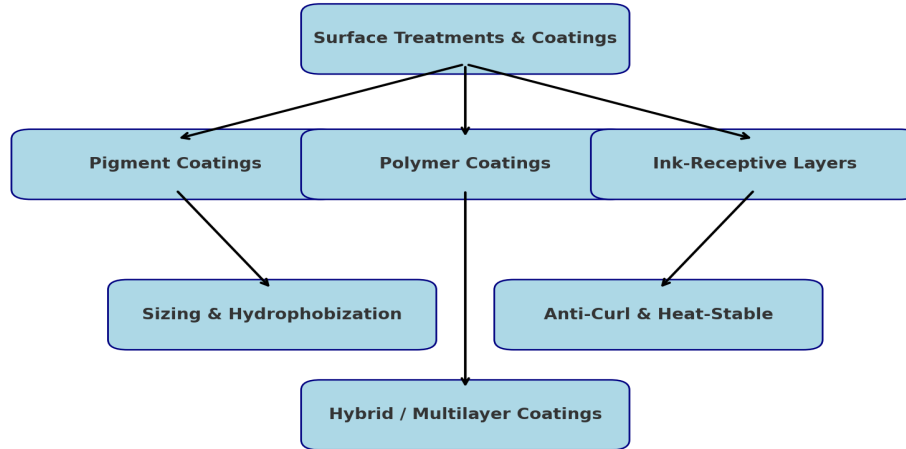 Surface Treatments & Coatings
Pigment Coatings
Polymer Coatings
Ink-Receptive Layers
Sizing & Hydrophobization
Anti-Curl & Heat-Stable
Hybrid / Multilayer Coatings